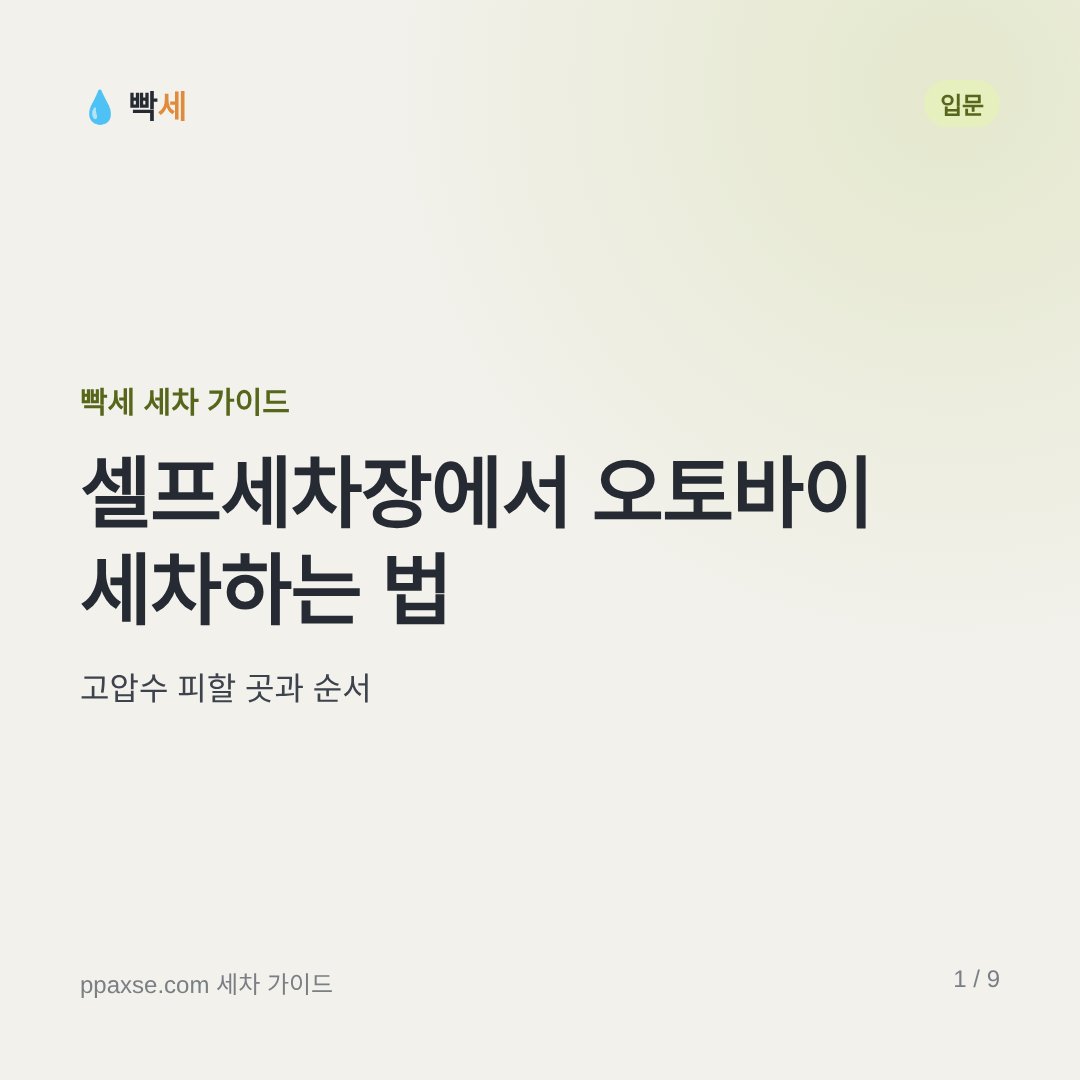 빡세
입문
빡세 세차 가이드
셀프세차장에서 오토바이
세차하는 법
고압수 피할 곳과 순서
ppaxse.com 세차 가이드
1 / 9